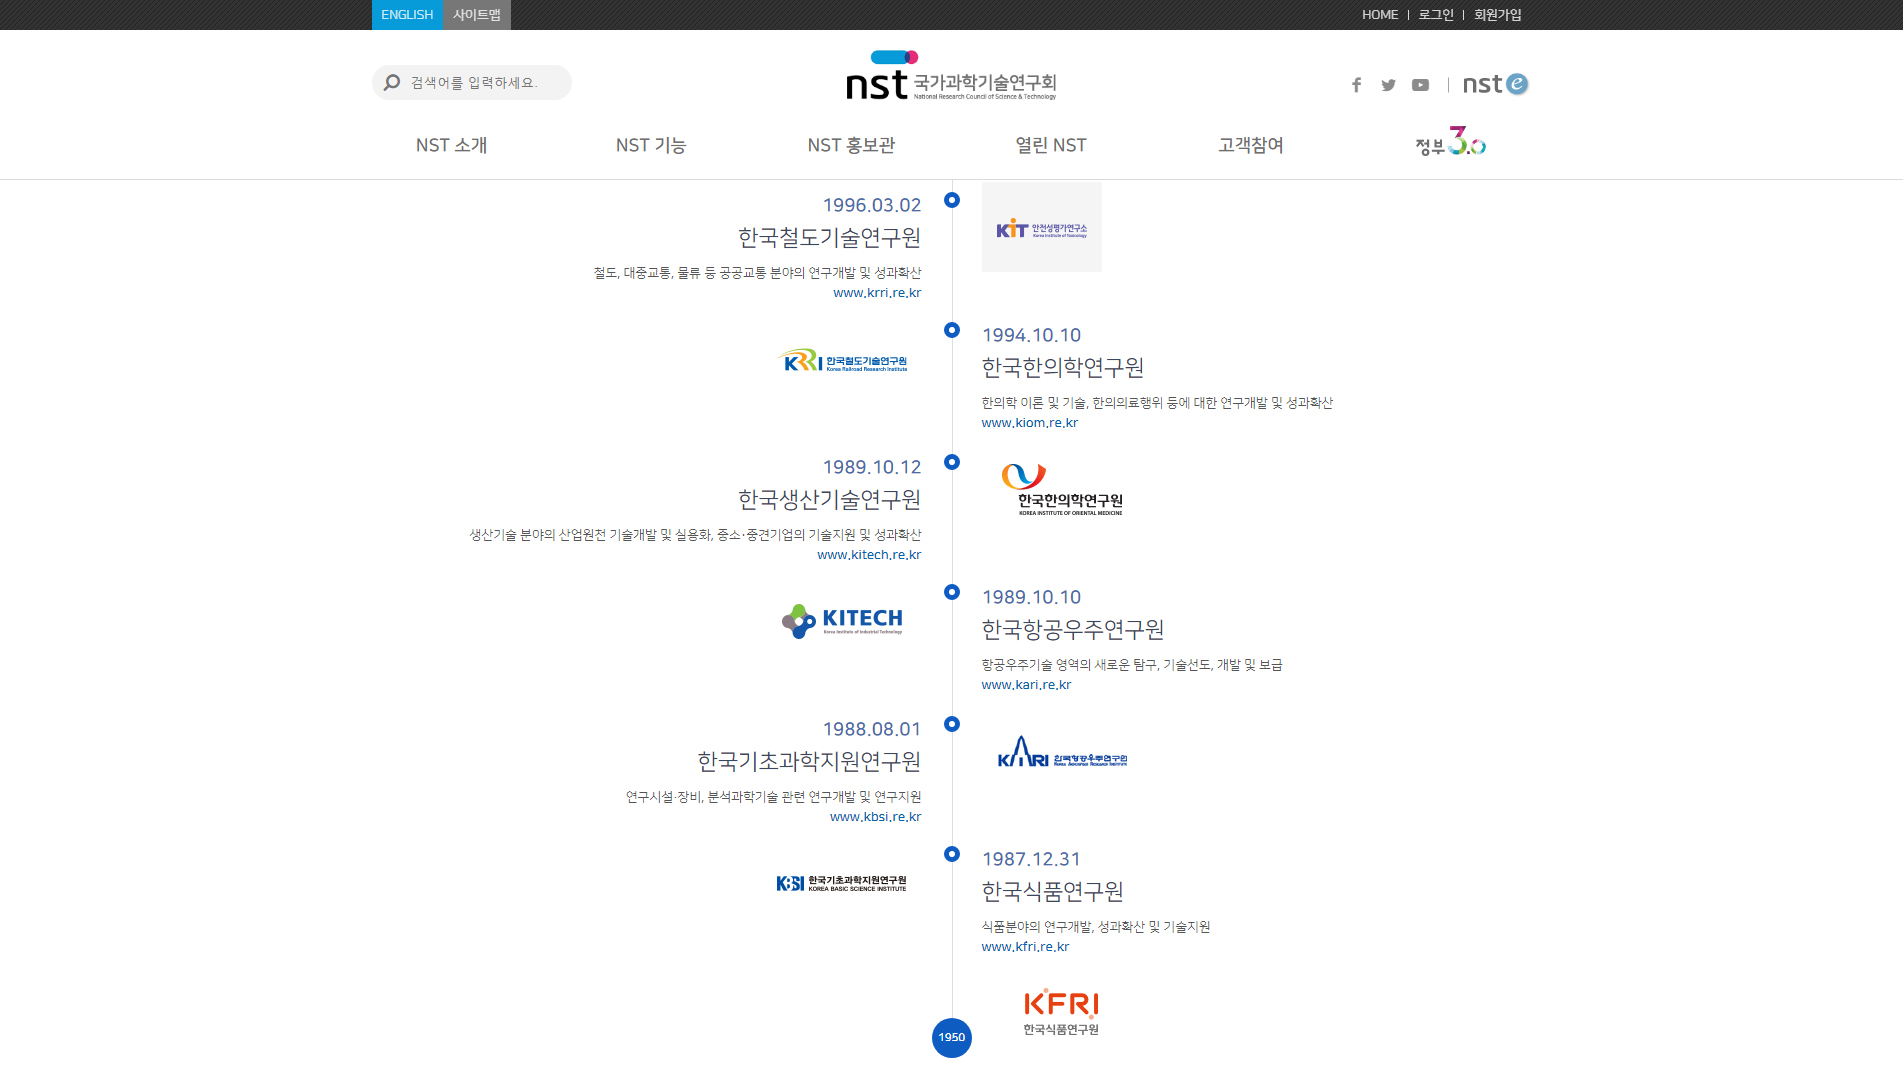 ENGLISH 사이트맵
HOME 로그인 회원가입
검색어를 입력하세요.
nst 국가과학기술연구회
National Research Council of Science & Technology
nst e
NST 소개 NST 기능 NST 홍보관 열린 NST 고객참여 정부3.0
1996.03.02
한국철도기술연구원
철도, 대중교통, 물류 등 공공교통 분야의 연구개발 및 성과확산
www.krri.re.kr
KIT 안전성평가연구소
Korea Institute of Toxicology
KRRI 한국철도기술연구원
Korea Railroad Research Institute
1994.10.10
한국한의학연구원
한의학 이론 및 기술, 한의의료행위 등에 대한 연구개발 및 성과확산
www.kiom.re.kr
1989.10.12
한국생산기술연구원
생산기술 분야의 산업원천 기술개발 및 실용화, 중소·중견기업의 기술지원 및 성과확산
www.kitech.re.kr
한국한의학연구원
KOREA INSTITUTE OF ORIENTAL MEDICINE
KITECH
Korea Institute of Industrial Technology
1989.10.10
한국항공우주연구원
항공우주기술 영역의 새로운 탐구, 기술선도, 개발 및 보급
www.kari.re.kr
1988.08.01
한국기초과학지원연구원
연구시설·장비, 분석과학기술 관련 연구개발 및 연구지원
www.kbsi.re.kr
KARI 한국항공우주연구원
Korea Aerospace Research Institute
KBSI 한국기초과학지원연구원
KOREA BASIC SCIENCE INSTITUTE
1987.12.31
한국식품연구원
식품분야의 연구개발, 성과확산 및 기술지원
www.kfri.re.kr
KFRI
한국식품연구원
1950